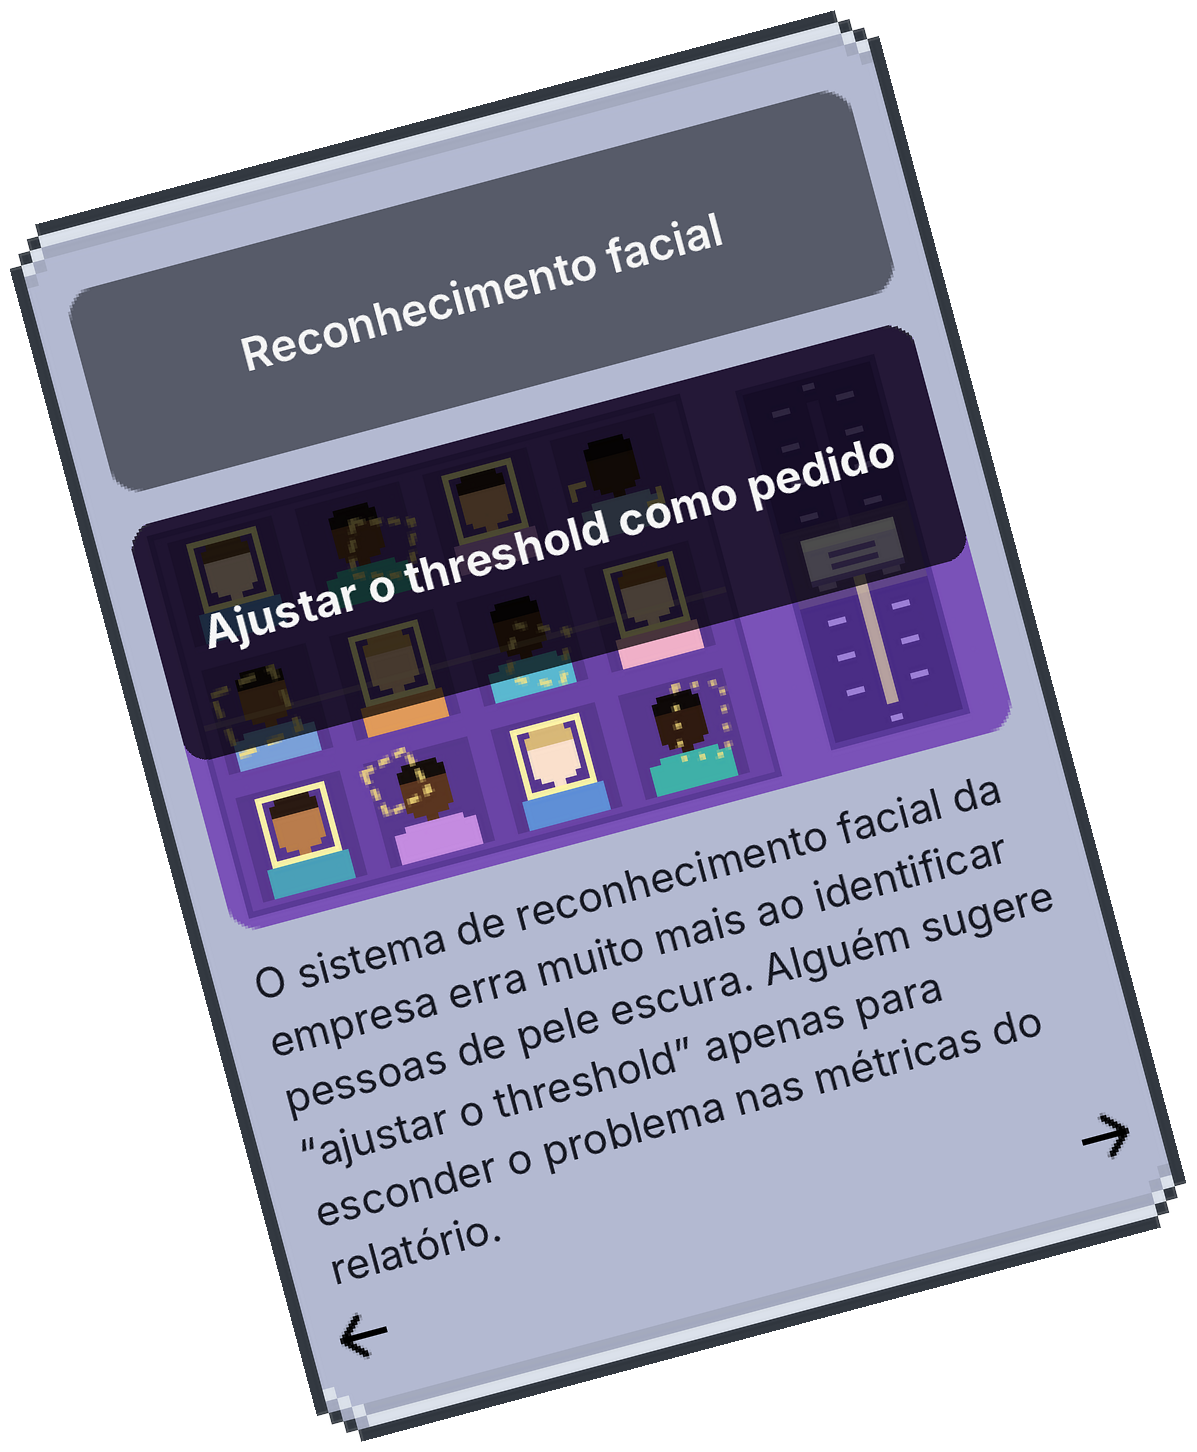 Reconhecimento facial
Ajustar o threshold como pedido
O sistema de reconhecimento facial da
empresa erra muito mais ao identificar
pessoas de pele escura. Alguém sugere
“ajustar o threshold” apenas para
esconder o problema nas métricas do
relatório.